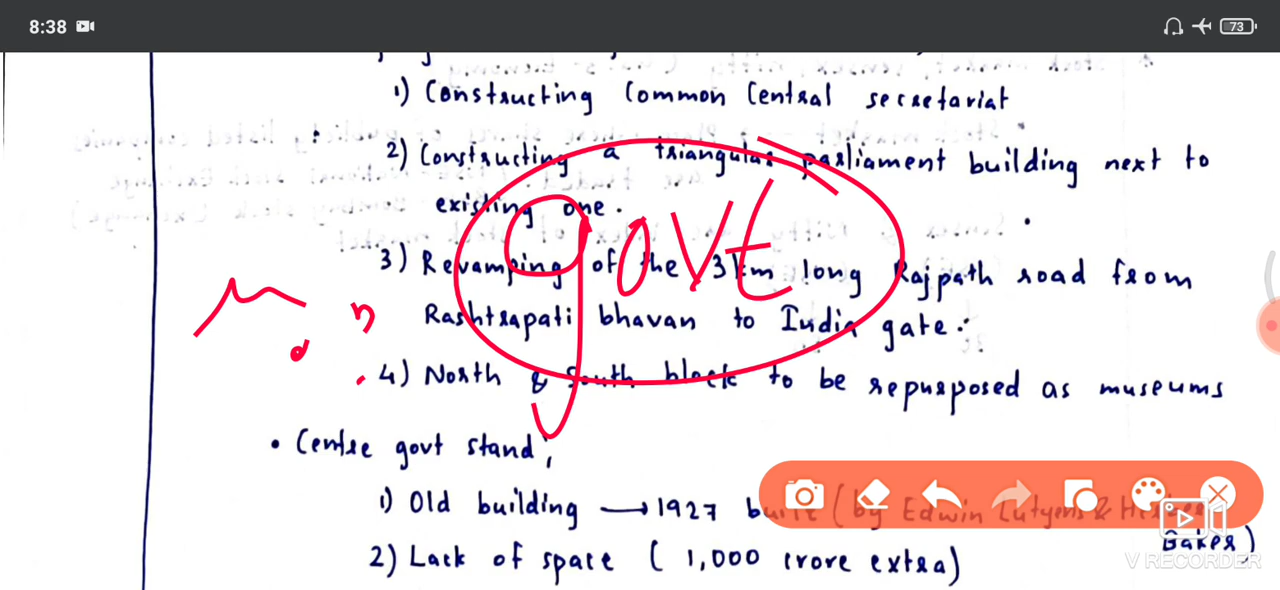 8:38
73
1) Constructing Common Central secretariat
2) Constructing a triangular parliament building next to
existing one.
govt
3) Revamping of the 3km long Rajpath road from
Rashtrapati bhavan to India gate.
4) North & South block to be repurposed as museums
• Centre govt stand;
1) Old building → 1927 built (by Edwin Lutyens &
Baker)
2) Lack of space ( 1,000 crore extra)
V RECORDER